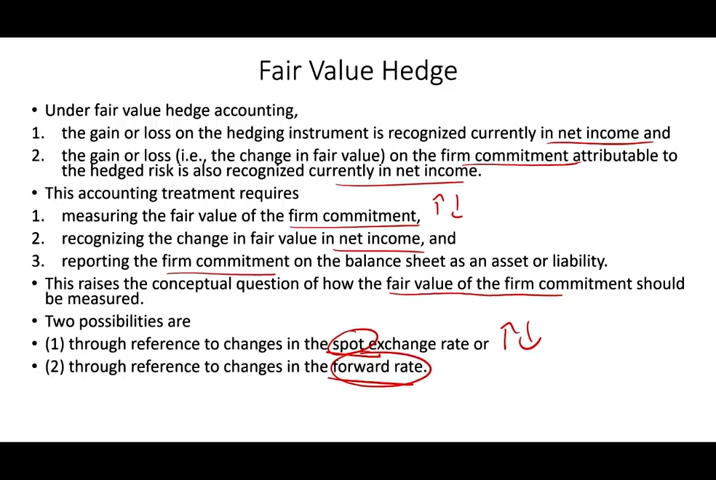 Fair Value Hedge
• Under fair value hedge accounting,
1. the gain or loss on the hedging instrument is recognized currently in net income and
2. the gain or loss (i.e., the change in fair value) on the firm commitment attributable to
the hedged risk is also recognized currently in net income.
• This accounting treatment requires
1. measuring the fair value of the firm commitment,
2. recognizing the change in fair value in net income, and
3. reporting the firm commitment on the balance sheet as an asset or liability.
• This raises the conceptual question of how the fair value of the firm commitment should
be measured.
• Two possibilities are
• (1) through reference to changes in the spot exchange rate or
• (2) through reference to changes in the forward rate.